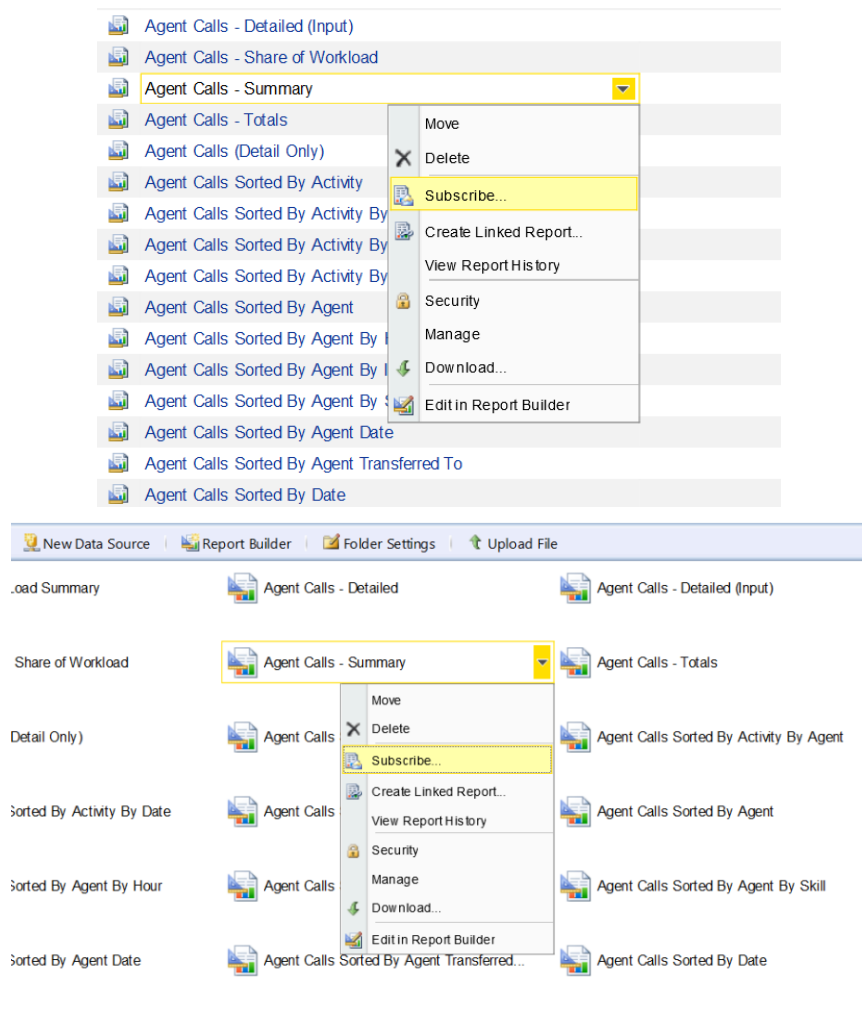 Agent Calls - Detailed (Input)
Agent Calls - Share of Workload
Agent Calls - Summary
Agent Calls - Totals
Agent Calls (Detail Only)
Agent Calls Sorted By Activity
Agent Calls Sorted By Activity By
Agent Calls Sorted By Activity By
Agent Calls Sorted By Activity By
Agent Calls Sorted By Agent
Agent Calls Sorted By Agent By
Agent Calls Sorted By Agent By
Agent Calls Sorted By Agent By
Agent Calls Sorted By Agent Date
Agent Calls Sorted By Agent Transferred To
Agent Calls Sorted By Date
Move
Delete
Subscribe...
Create Linked Report...
View Report History
Security
Manage
Download...
Edit in Report Builder
New Data Source Report Builder Folder Settings Upload File
oad Summary Agent Calls - Detailed Agent Calls - Detailed (Input)
Share of Workload Agent Calls - Summary Agent Calls - Totals
Detail Only) Agent Calls Agent Calls Sorted By Activity By Agent
Sorted By Activity By Date Agent Calls Agent Calls Sorted By Agent
Sorted By Agent By Hour Agent Calls Agent Calls Sorted By Agent By Skill
Sorted By Agent Date Agent Calls Sorted By Agent Transferred... Agent Calls Sorted By Date
Move
Delete
Subscribe...
Create Linked Report...
View Report History
Security
Manage
Download...
Edit in Report Builder